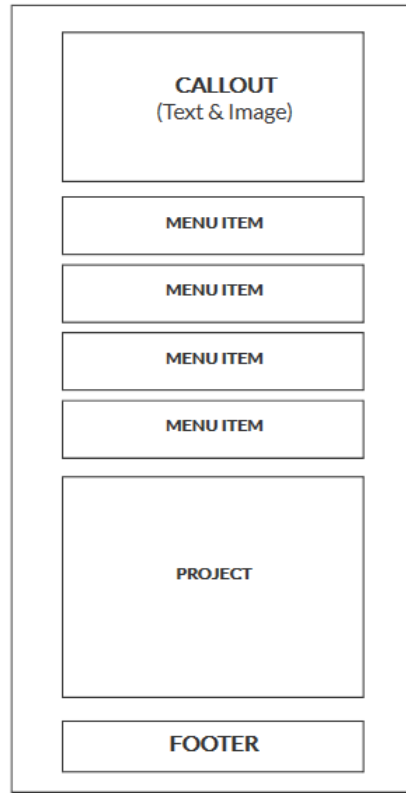 CALLOUT
(Text & Image)
MENU ITEM
MENU ITEM
MENU ITEM
MENU ITEM
PROJECT
FOOTER